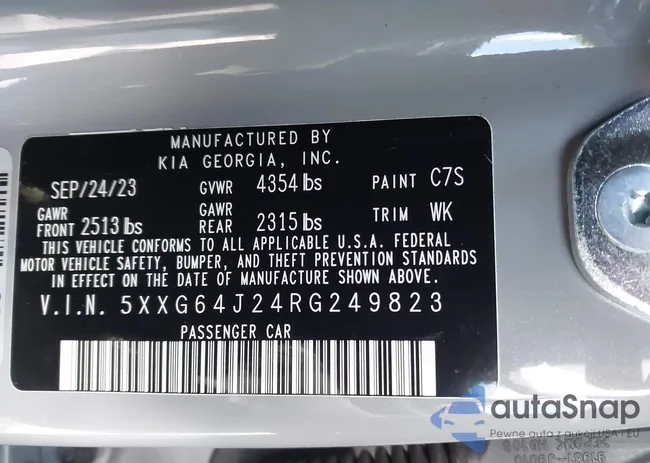 MANUFACTURED BY
KIA GEORGIA, INC.
SEP/24/23 GVWR 4354 lbs PAINT C7S
GAWR FRONT 2513 lbs GAWR REAR 2315 lbs TRIM WK
THIS VEHICLE CONFORMS TO ALL APPLICABLE U.S.A. FEDERAL
MOTOR VEHICLE SAFETY, BUMPER, AND THEFT PREVENTION STANDARDS
IN EFFECT ON THE DATE OF MANUFACTURE SHOWN ABOVE.
V.I.N. 5XXG64J24RG249823
PASSENGER CAR
autaSnap
Pewne auta z aukcji USA i EU